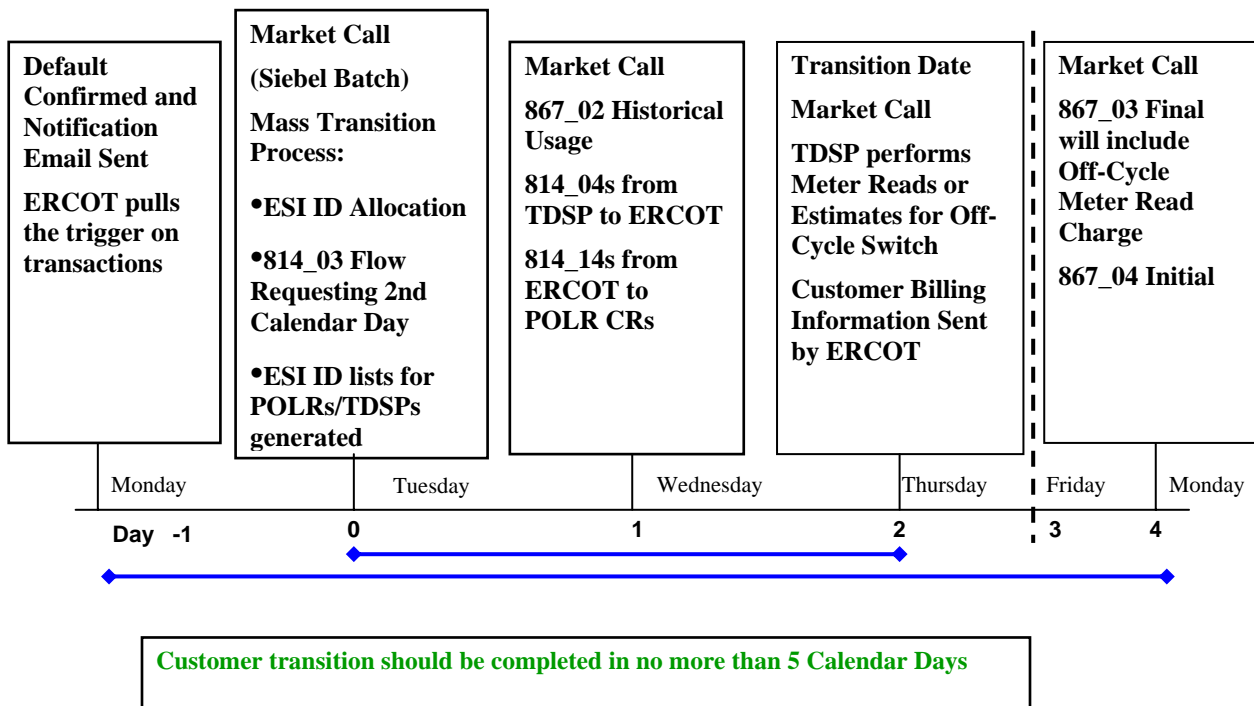 Default
Confirmed and
Notification
Email Sent
ERCOT pulls
the trigger on
transactions
Market Call
(Siebel Batch)
Mass Transition
Process:
•ESI ID Allocation
•814_03 Flow
Requesting 2nd
Calendar Day
•ESI ID lists for
POLRs/TDSPs
generated
Market Call
867_02 Historical
Usage
814_04s from
TDSP to ERCOT
814_14s from
ERCOT to
POLR CRs
Transition Date
Market Call
TDSP performs
Meter Reads or
Estimates for Off-
Cycle Switch
Customer Billing
Information Sent
by ERCOT
Market Call
867_03 Final
will include
Off-Cycle
Meter Read
Charge
867_04 Initial
Monday Tuesday Wednesday Thursday Friday Monday
Day -1 0 1 2 3 4
Customer transition should be completed in no more than 5 Calendar Days